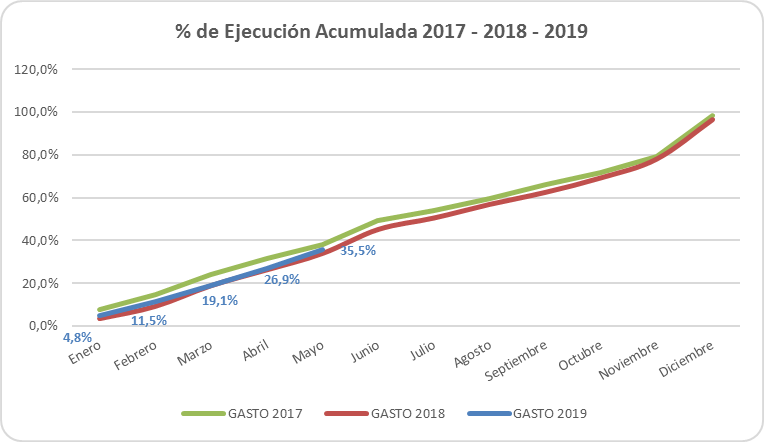 % de Ejecución Acumulada 2017 - 2018 - 2019
120,0%
100,0%
80,0%
60,0%
40,0%
20,0%
0,0%
4,8%
11,5%
19,1%
26,9%
35,5%
Enero
Febrero
Marzo
Abril
Mayo
Junio
Julio
Agosto
Septiembre
Octubre
Noviembre
Diciembre
GASTO 2017
GASTO 2018
GASTO 2019